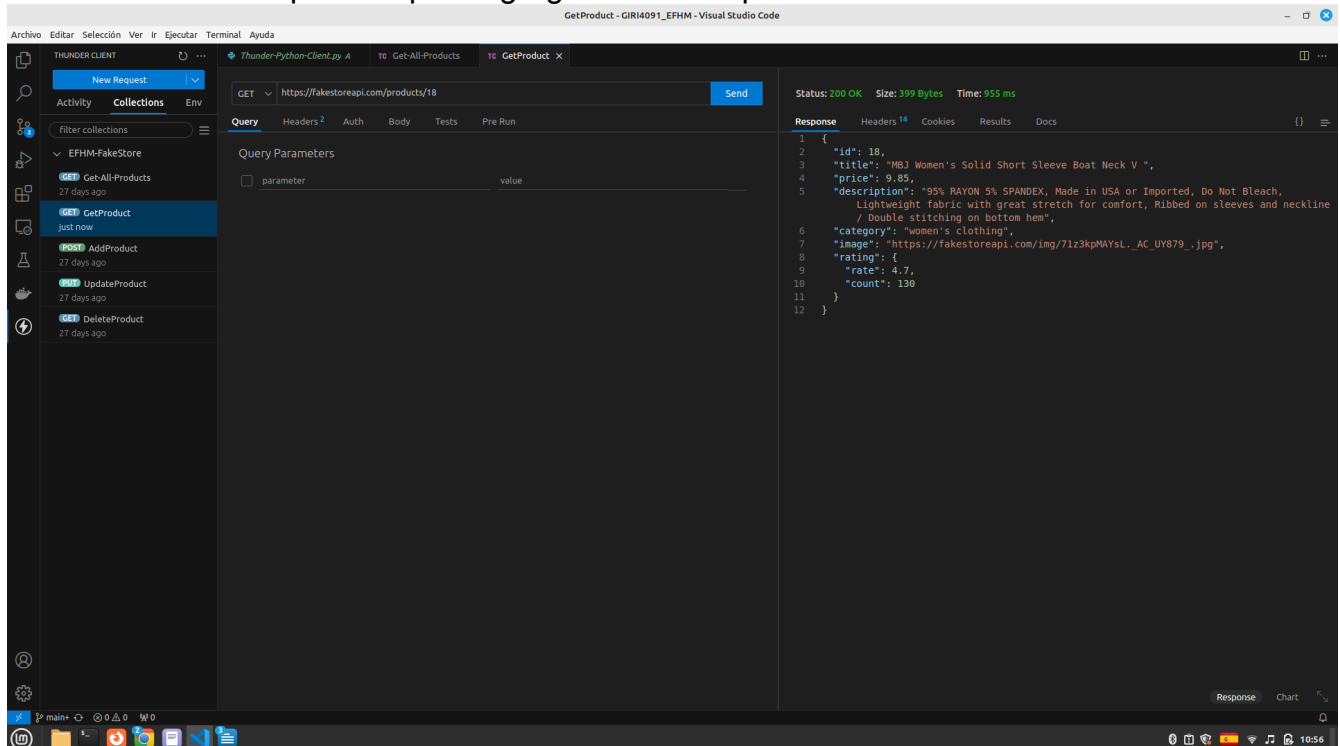 GetProduct - GIRI4091_EFHM - Visual Studio Code
Archivo Editar Selección Ver Ir Ejecutar Terminal Ayuda
THUNDER CLIENT
Thunder-Python-Client.py A
TC Get-All-Products
TC GetProduct
New Request
Activity Collections Env
filter collections
EFHM-FakeStore
GET Get-All-Products
27 days ago
GET GetProduct
just now
POST AddProduct
27 days ago
PUT UpdateProduct
27 days ago
GET DeleteProduct
27 days ago
GET https://fakestoreapi.com/products/18 Send
Query Headers 2 Auth Body Tests Pre Run
Query Parameters
parameter value
Status: 200 OK Size: 399 Bytes Time: 955 ms
Response Headers 14 Cookies Results Docs {}
1 {
2 "id": 18,
3 "title": "MBJ Women's Solid Short Sleeve Boat Neck V ",
4 "price": 9.85,
5 "description": "95% RAYON 5% SPANDEX, Made in USA or Imported, Do Not Bleach,
Lightweight fabric with great stretch for comfort, Ribbed on sleeves and neckline
/ Double stitching on bottom hem",
6 "category": "women's clothing",
7 "image": "https://fakestoreapi.com/img/71z3kpMAYsL._AC_UY879_.jpg",
8 "rating": {
9 "rate": 4.7,
10 "count": 130
11 }
12 }
Response Chart
main+ 0 0 0
10:56